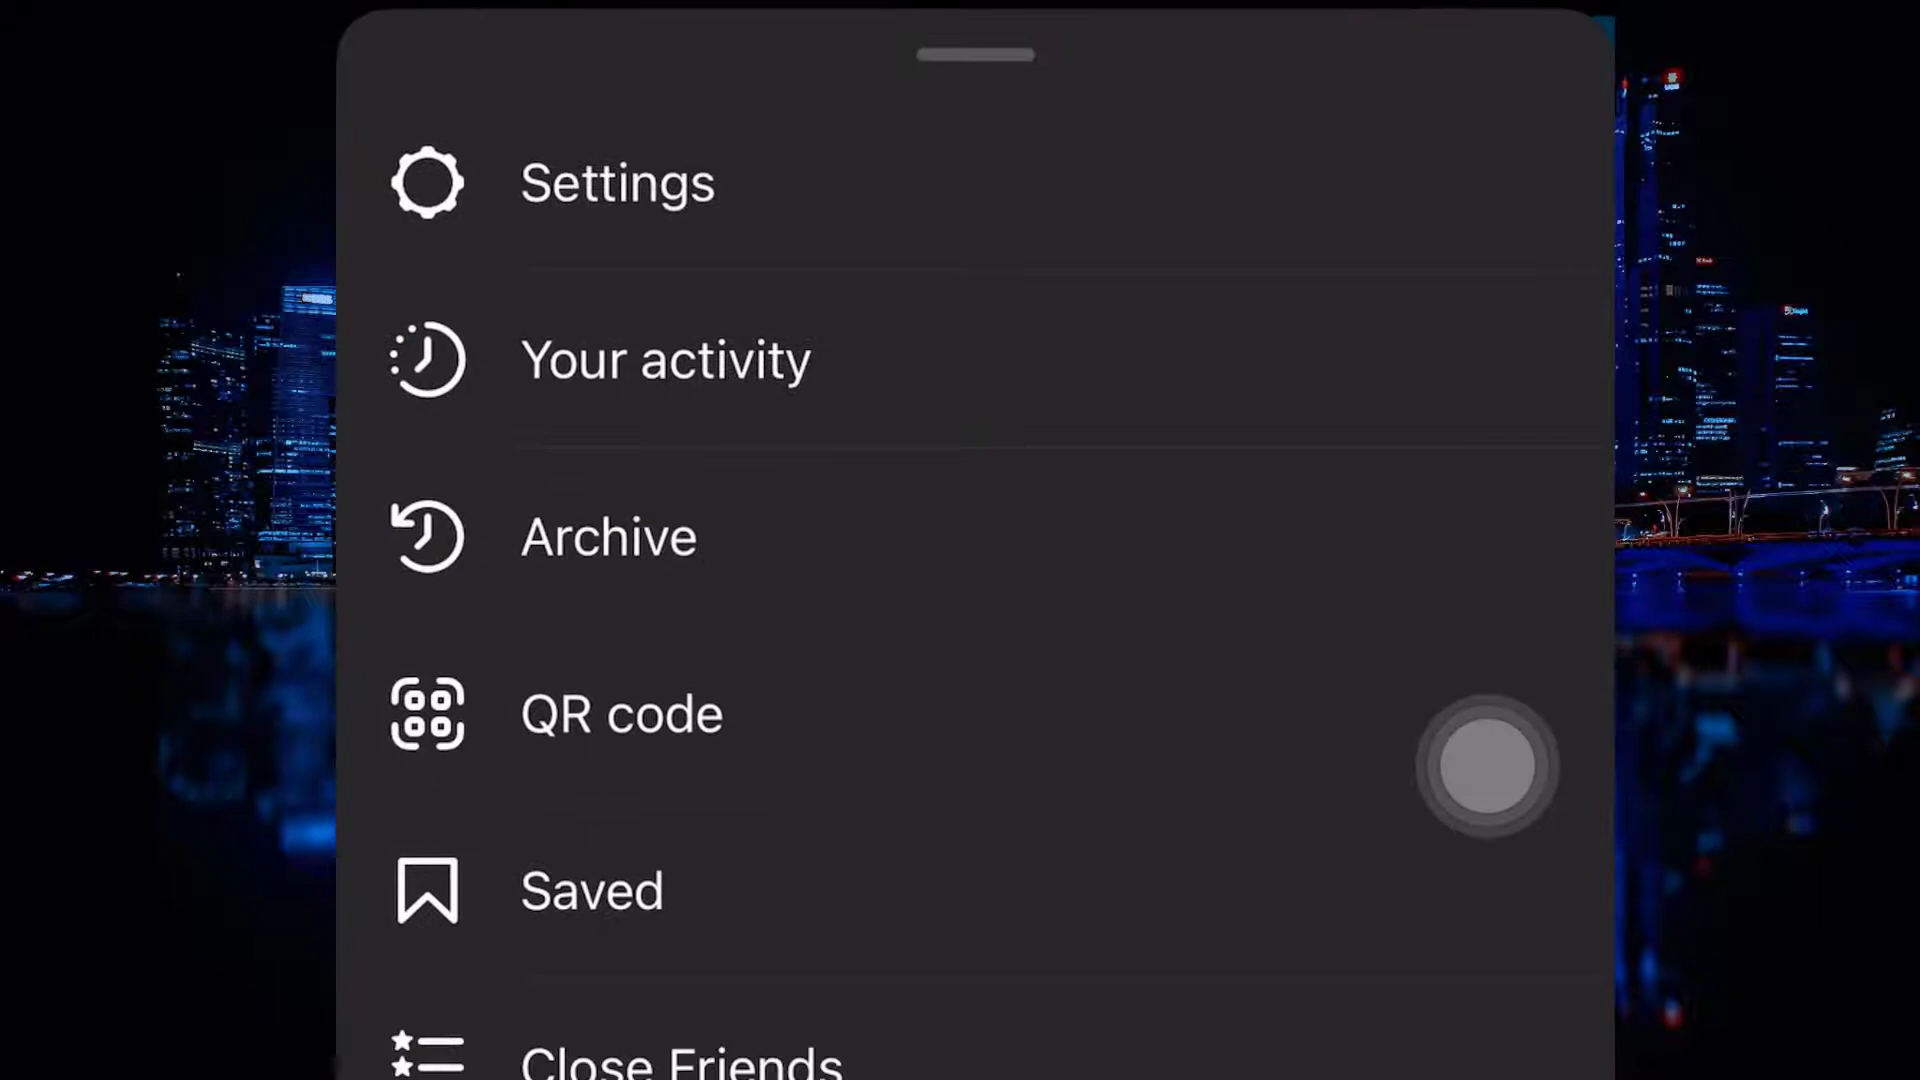 Settings
Your activity
Archive
QR code
Saved
Close Friends